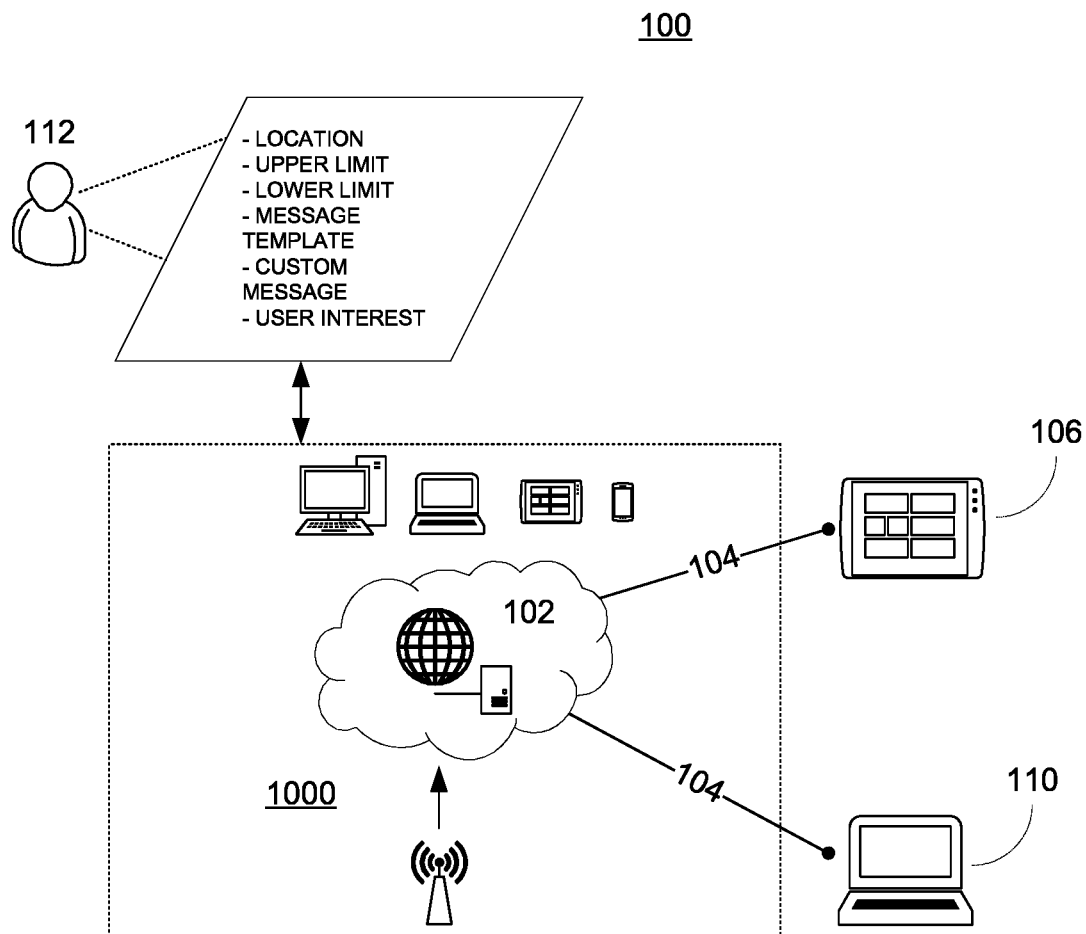 100
112
- LOCATION
- UPPER LIMIT
- LOWER LIMIT
- MESSAGE
TEMPLATE
- CUSTOM
MESSAGE
- USER INTEREST
106
104
102
104
110
1000